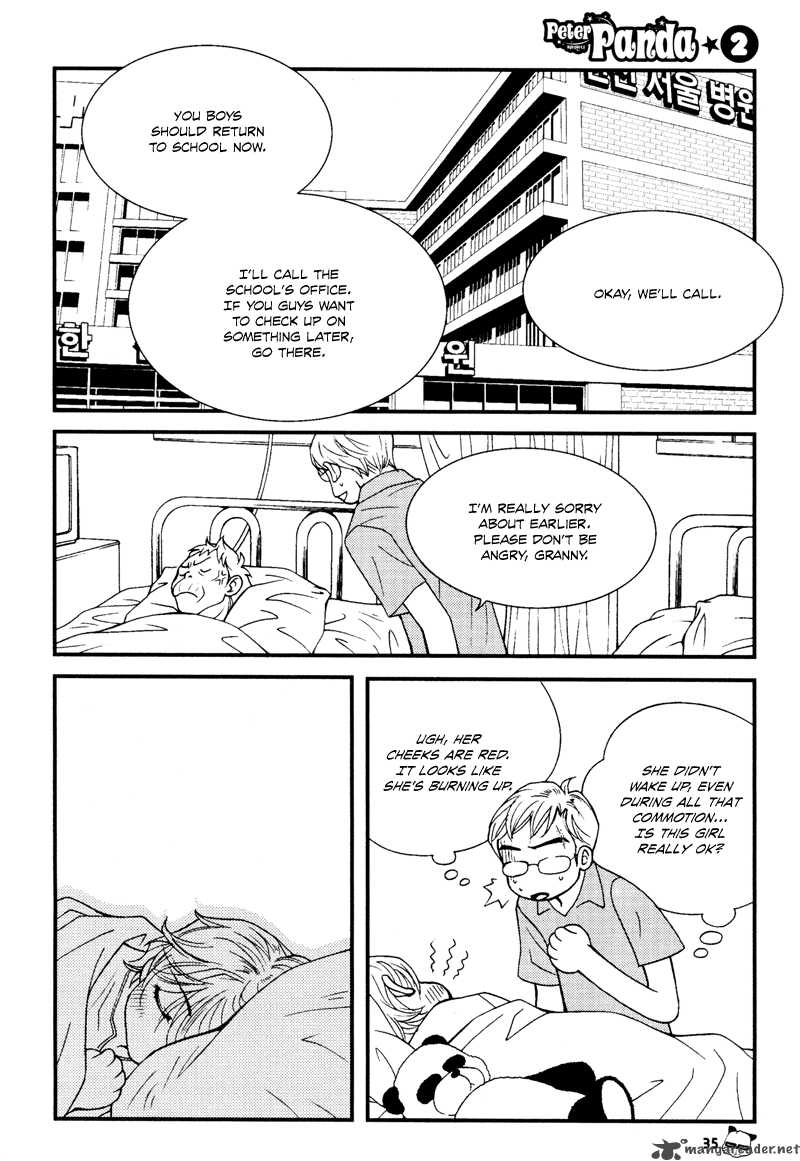 Peter Panda ★ 2
서울 병원
YOU BOYS
SHOULD RETURN
TO SCHOOL NOW.
I'LL CALL THE
SCHOOL'S OFFICE.
IF YOU GUYS WANT
TO CHECK UP ON
SOMETHING LATER,
GO THERE.
OKAY, WE'LL CALL.
한
원
I'M REALLY SORRY
ABOUT EARLIER.
PLEASE DON'T BE
ANGRY, GRANNY.
UGH, HER
CHEEKS ARE RED.
IT LOOKS LIKE
SHE'S BURNING UP.
SHE DIDN'T
WAKE UP, EVEN
DURING ALL THAT
COMMOTION...
IS THIS GIRL
REALLY OK?
35
mangareader.net